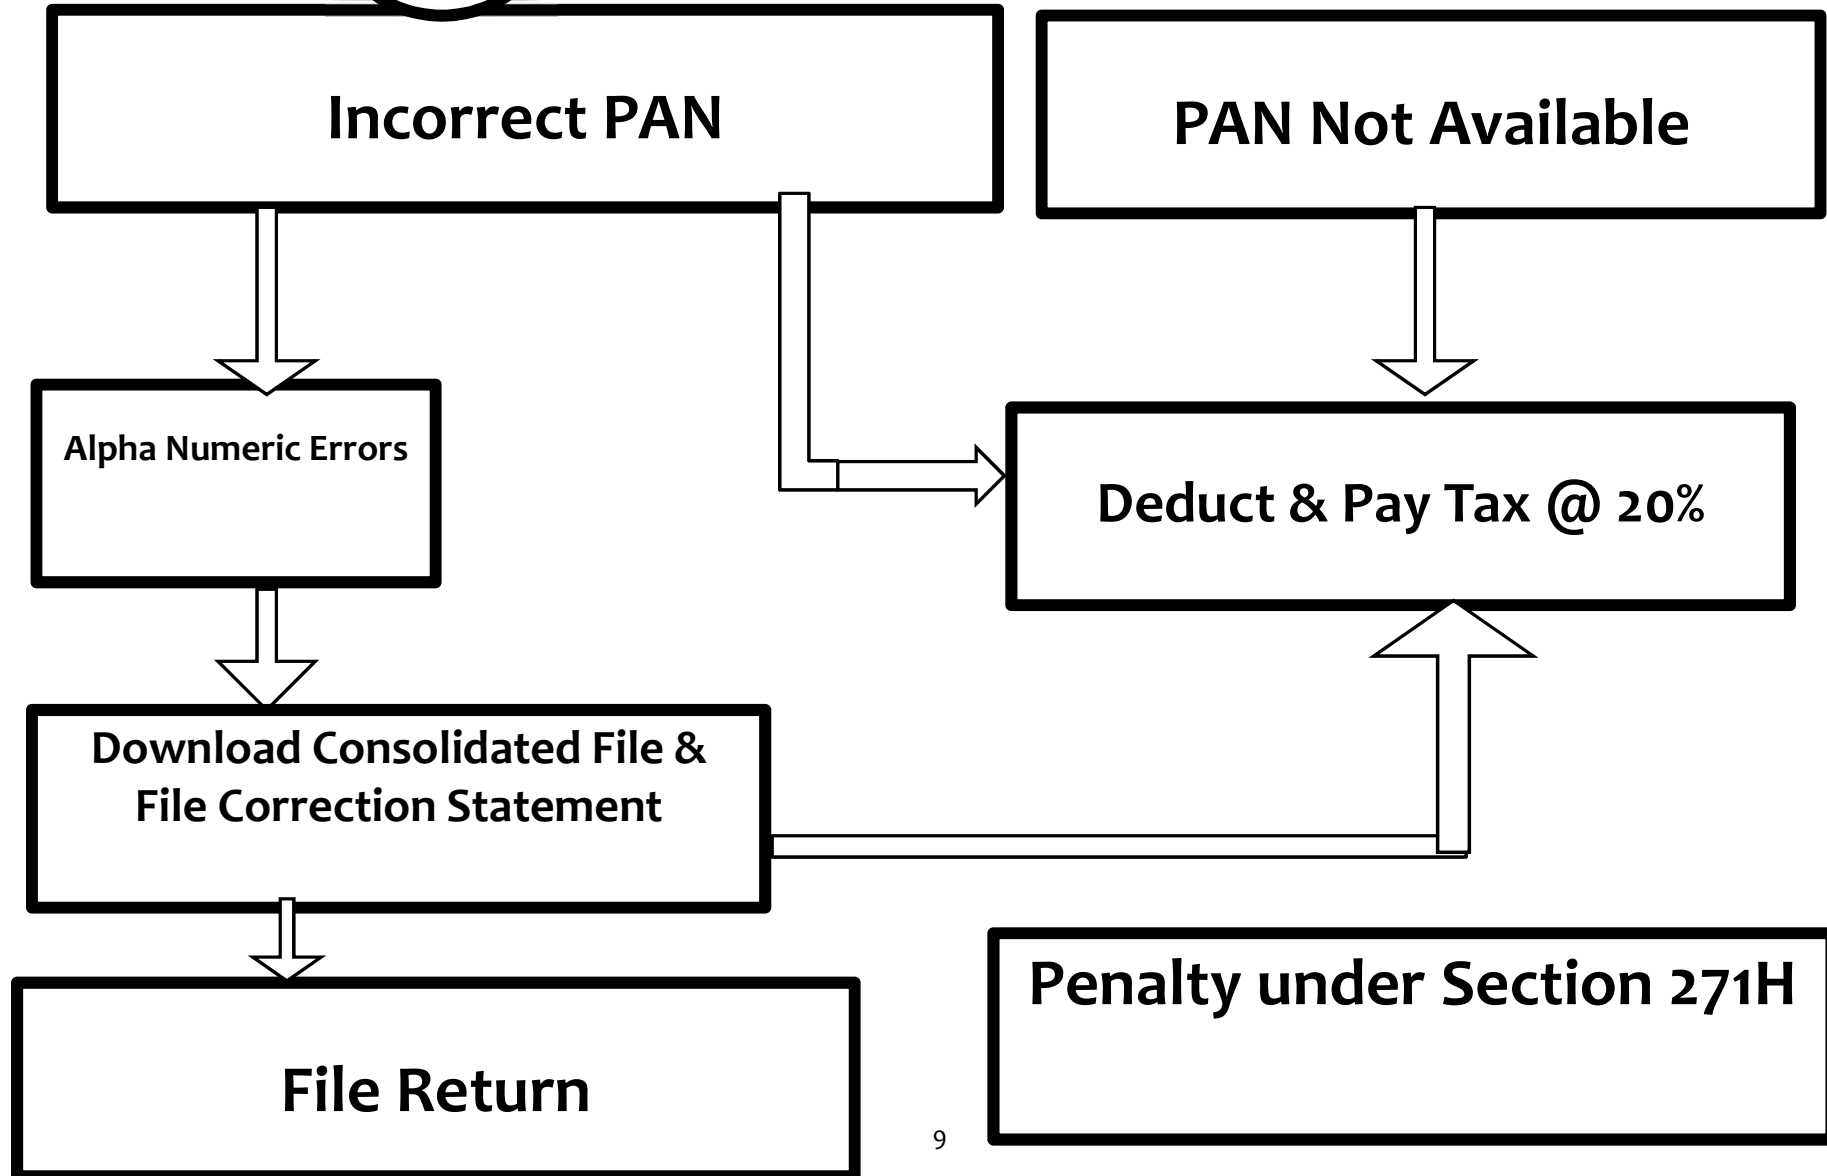 Incorrect PAN
PAN Not Available
Alpha Numeric Errors
Deduct & Pay Tax @ 20%
Download Consolidated File &
File Correction Statement
Penalty under Section 271H
File Return
9